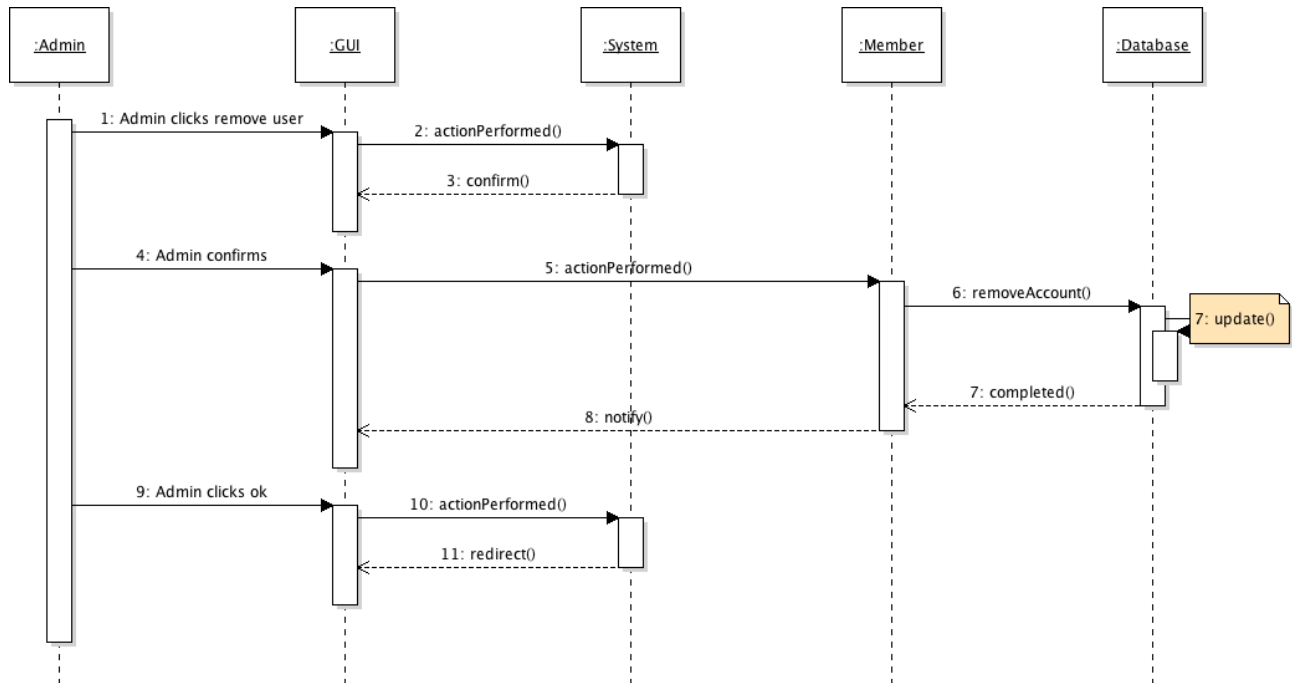 :Admin
:GUI
:System
:Member
:Database
1: Admin clicks remove user
2: actionPerformed()
3: confirm()
4: Admin confirms
5: actionPerformed()
6: removeAccount()
7: update()
7: completed()
8: notify()
9: Admin clicks ok
10: actionPerformed()
11: redirect()